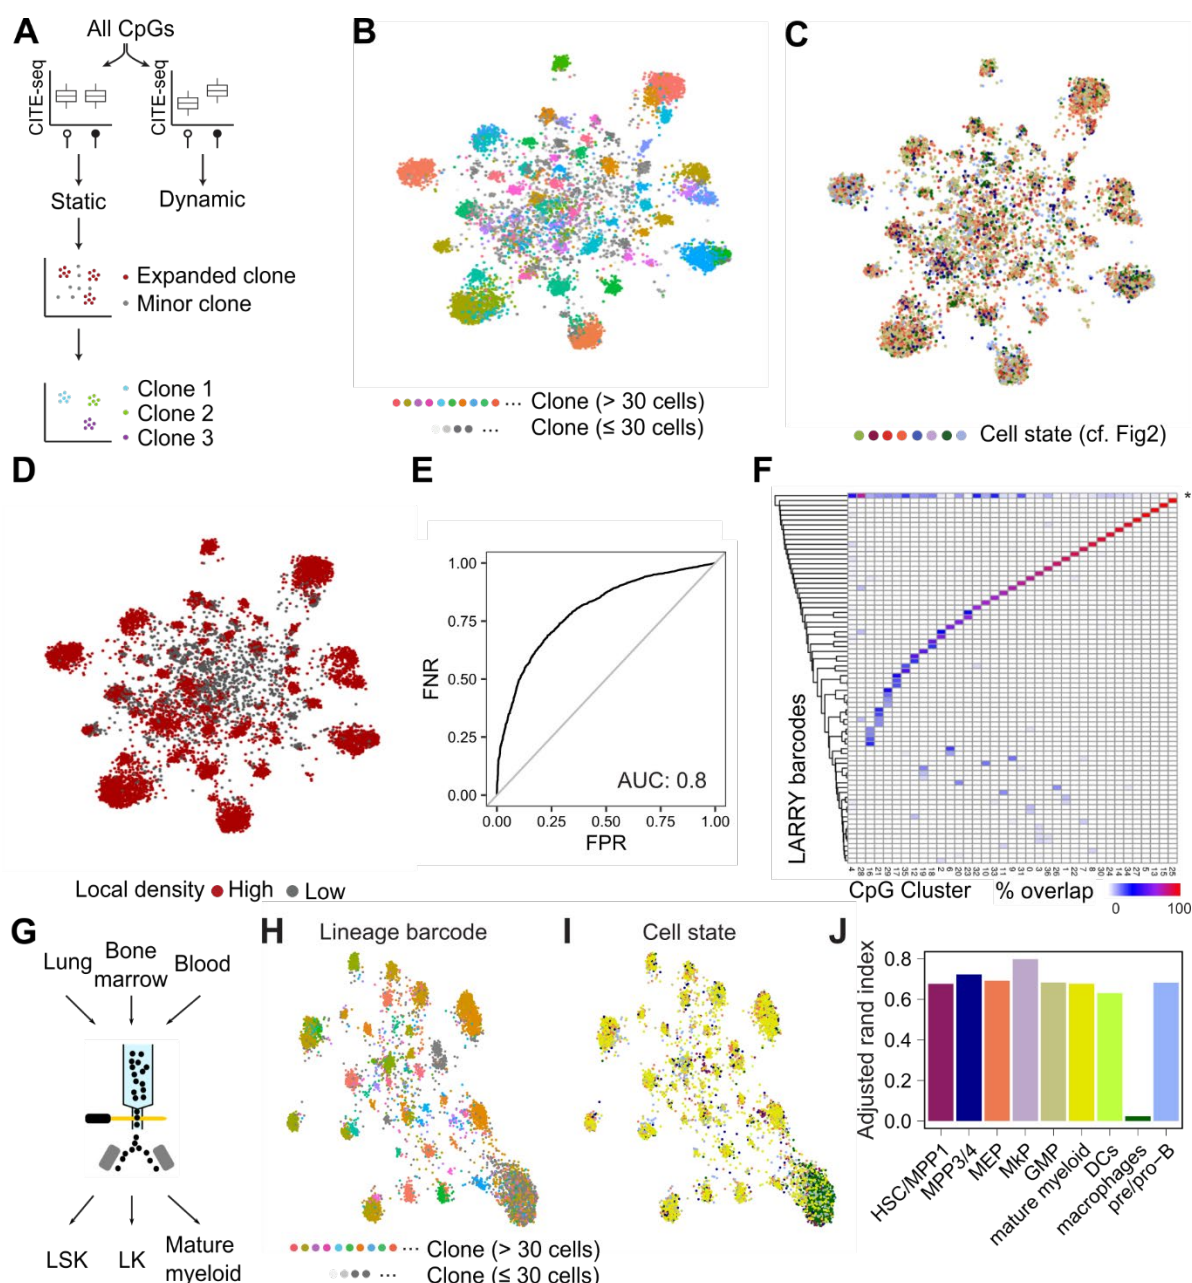 A
All CpGs
CITE-seq
CITE-seq
Static
Dynamic
Expanded clone
Minor clone
Clone 1
Clone 2
Clone 3
B
... Clone (> 30 cells)
... Clone (≤ 30 cells)
C
Cell state (cf. Fig2)
D
Local density High Low
E
FNR
1.00
0.75
0.50
0.25
0.00
AUC: 0.8
0.00 0.25 0.50 0.75 1.00
FPR
F
*
LARRY barcodes
CpG Cluster % overlap
0 100
G
Lung
Bone
marrow
Blood
LSK
LK
Mature
myeloid
H
Lineage barcode
... Clone (> 30 cells)
... Clone (≤ 30 cells)
I
Cell state
J
Adjusted rand index
0.8
0.6
0.4
0.2
0.0
HSC/MPP1
MPP3/4
MEP
MkP
GMP
mature myeloid
DCs
macrophages
pre/pro-B